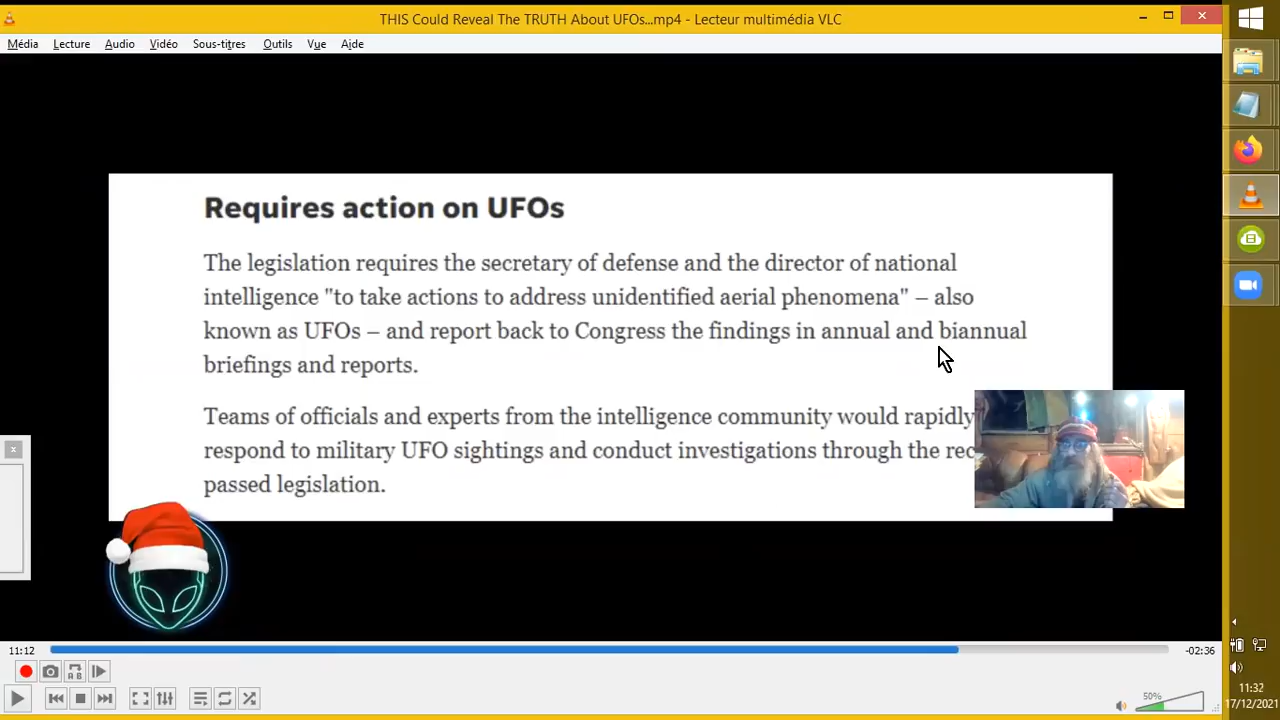 THIS Could Reveal The TRUTH About UFOs...mp4 - Lecteur multimédia VLC
Média Lecture Audio Vidéo Sous-titres Outils Vue Aide
Requires action on UFOs
The legislation requires the secretary of defense and the director of national
intelligence "to take actions to address unidentified aerial phenomena" – also
known as UFOs – and report back to Congress the findings in annual and biannual
briefings and reports.
Teams of officials and experts from the intelligence community would rapidly
respond to military UFO sightings and conduct investigations through the
passed legislation.
11:12 -02:36
A B
50%
11:32
17/12/2021